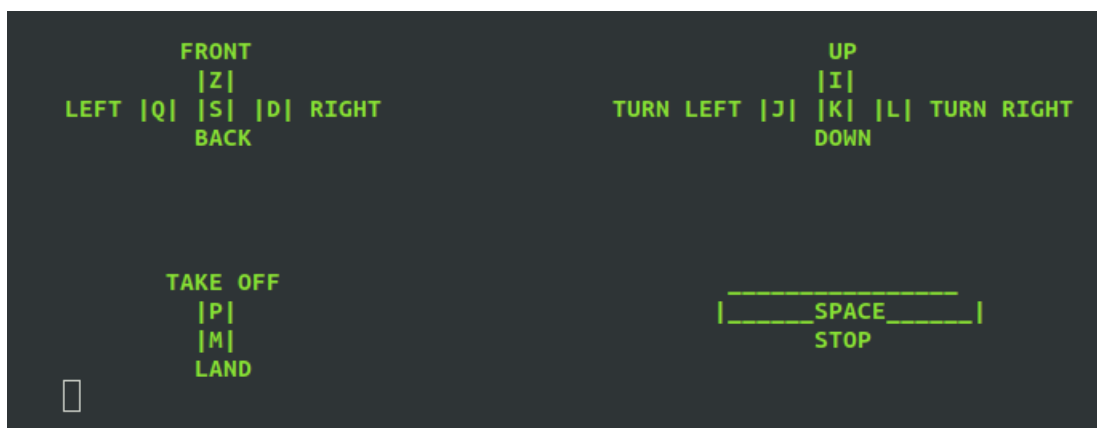 FRONT UP
|Z| |I|
LEFT |Q| |S| |D| RIGHT TURN LEFT |J| |K| |L| TURN RIGHT
BACK DOWN
TAKE OFF ________________
|P| |______SPACE______|
|M| STOP
LAND